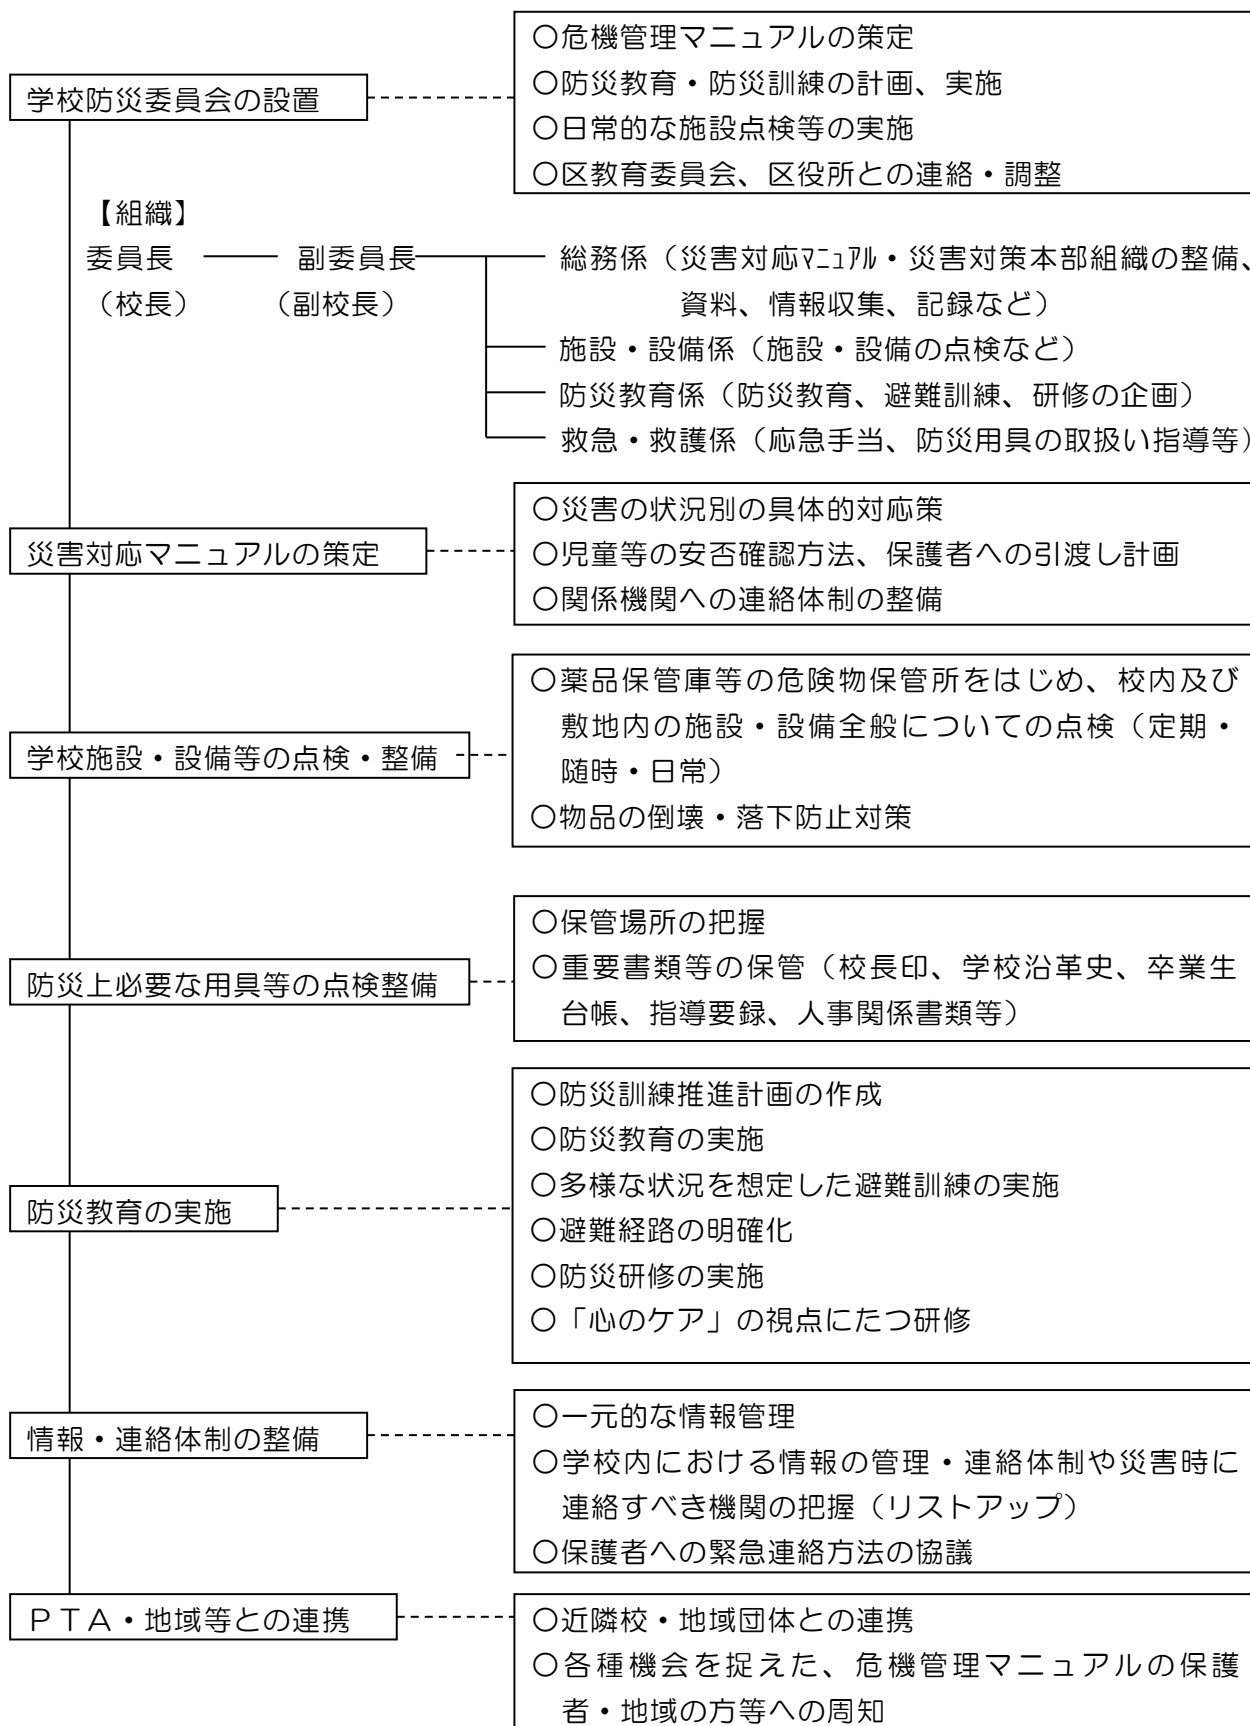 〇危機管理マニュアルの策定
学校防災委員会の設置
〇防災教育・防災訓練の計画、実施
〇日常的な施設点検等の実施
〇区教育委員会、区役所との連絡・調整
【組織】
委員長 副委員長 総務係（災害対応ﾏﾆｭｱﾙ・災害対策本部組織の整備、
（校長） （副校長） 資料、情報収集、記録など）
施設・設備係（施設・設備の点検など）
防災教育係（防災教育、避難訓練、研修の企画）
救急・救護係（応急手当、防災用具の取扱い指導等）
災害対応マニュアルの策定
〇災害の状況別の具体的対応策
〇児童等の安否確認方法、保護者への引渡し計画
〇関係機関への連絡体制の整備
学校施設・設備等の点検・整備
〇薬品保管庫等の危険物保管所をはじめ、校内及び
敷地内の施設・設備全般についての点検（定期・
随時・日常）
〇物品の倒壊・落下防止対策
防災上必要な用具等の点検整備
〇保管場所の把握
〇重要書類等の保管（校長印、学校沿革史、卒業生
台帳、指導要録、人事関係書類等）
防災教育の実施
〇防災訓練推進計画の作成
〇防災教育の実施
〇多様な状況を想定した避難訓練の実施
〇避難経路の明確化
〇防災研修の実施
〇「心のケア」の視点にたつ研修
情報・連絡体制の整備
〇一元的な情報管理
〇学校内における情報の管理・連絡体制や災害時に
連絡すべき機関の把握（リストアップ）
〇保護者への緊急連絡方法の協議
ＰＴＡ・地域等との連携
〇近隣校・地域団体との連携
〇各種機会を捉えた、危機管理マニュアルの保護
者・地域の方等への周知